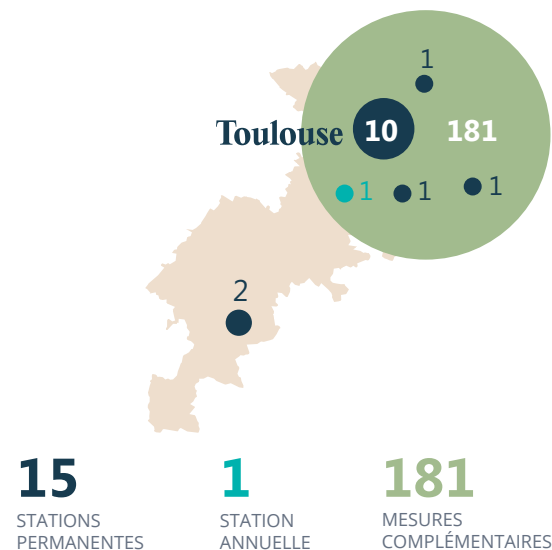 1
Toulouse 10 181
1 1 1
2
15 1 181
STATIONS
PERMANENTES
STATION
ANNUELLE
MESURES
COMPLÉMENTAIRES